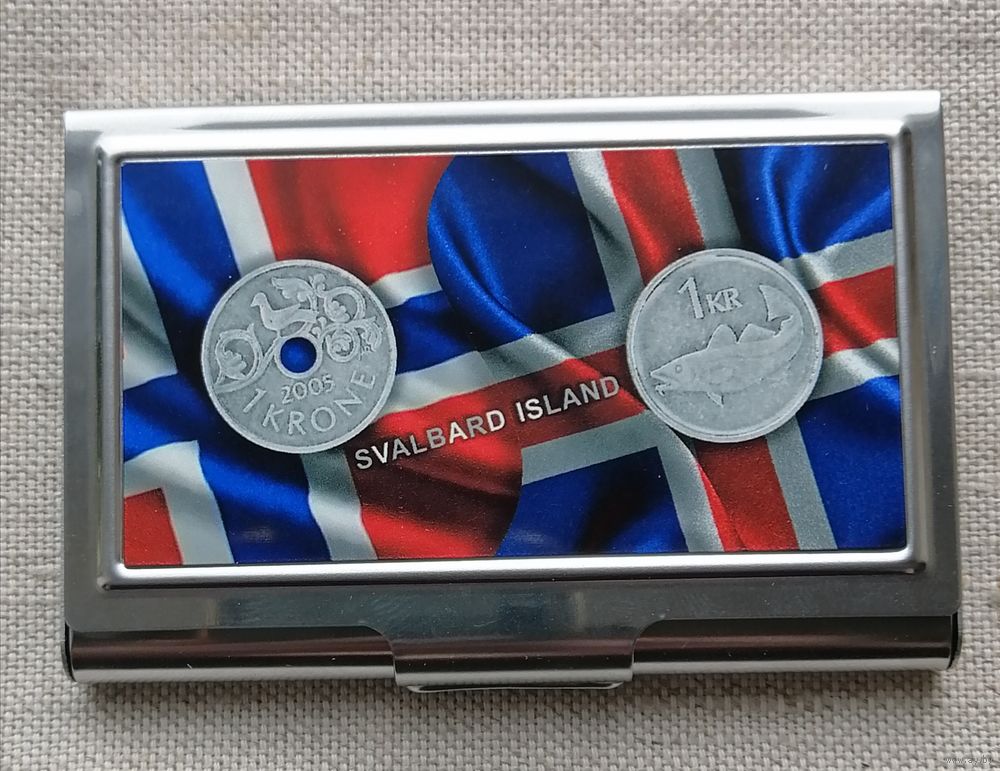 2005
1 KRONE
SVALBARD ISLAND
1 KR